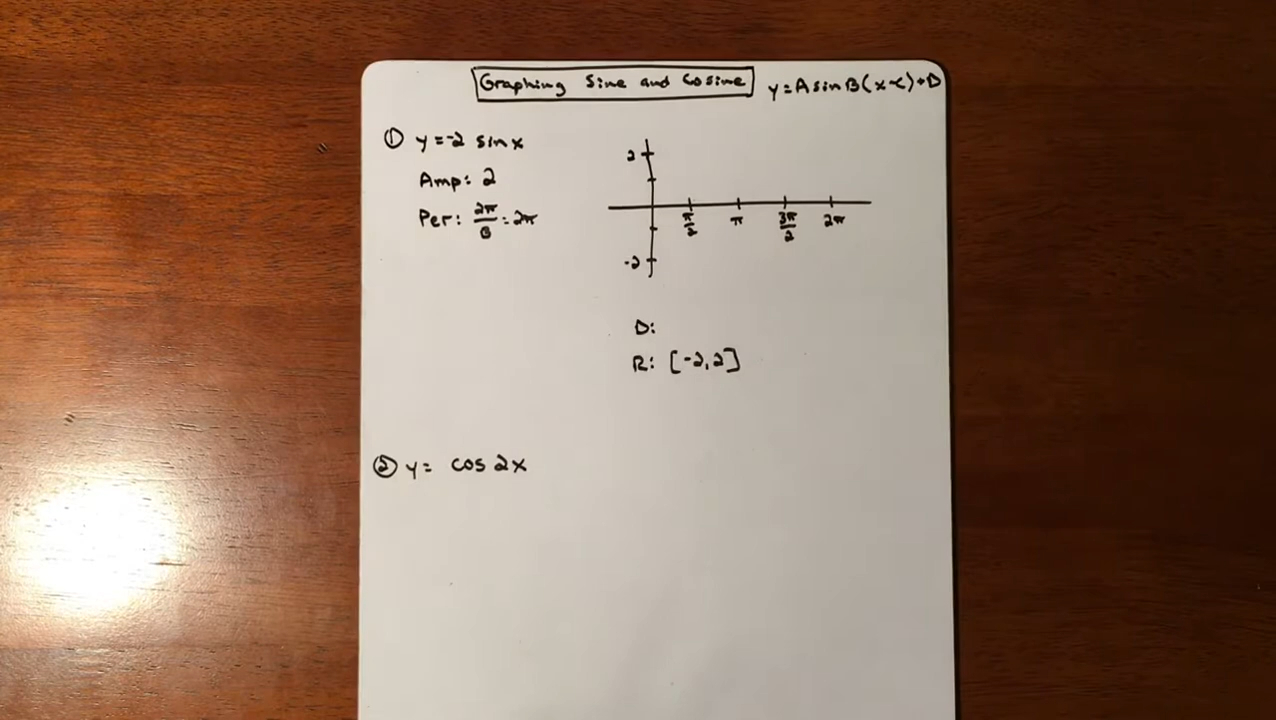 Graphing Sine and Cosine
y = A sin B(x-c)+D
① y = -2 sin x
Amp: 2
Per: 2π/B = 2π
2
-2
π/2 π 3π/2 2π
D:
R: [-2,2]
② y = cos 2x